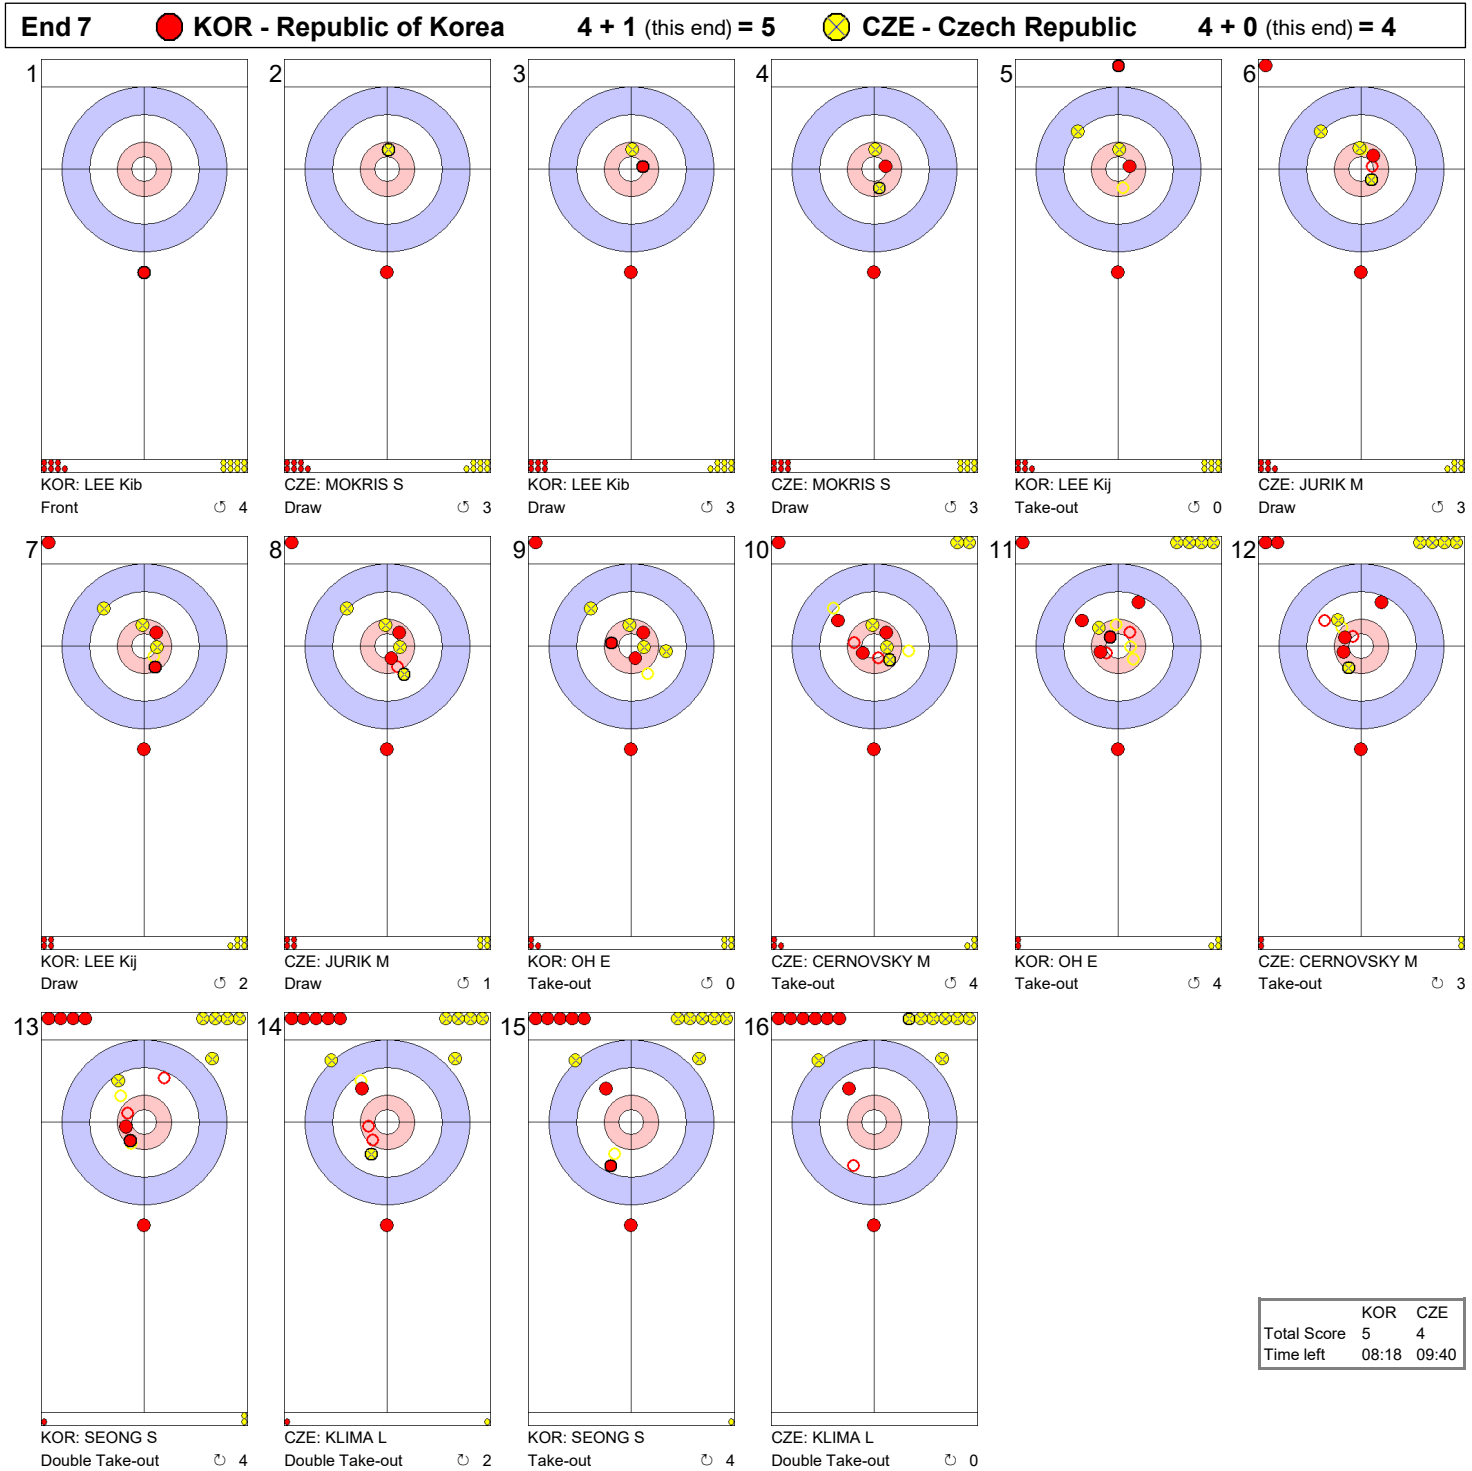 End 7 KOR - Republic of Korea 4 + 1 (this end) = 5 CZE - Czech Republic 4 + 0 (this end) = 4
1 2 3 4 5 6
KOR: LEE Kib CZE: MOKRIS S KOR: LEE Kib CZE: MOKRIS S KOR: LEE Kij CZE: JURIK M
Front ↺ 4 Draw ↺ 3 Draw ↺ 3 Draw ↺ 3 Take-out ↺ 0 Draw ↺ 3
7 8 9 10 11 12
KOR: LEE Kij CZE: JURIK M KOR: OH E CZE: CERNOVSKY M KOR: OH E CZE: CERNOVSKY M
Draw ↺ 2 Draw ↺ 1 Take-out ↺ 0 Take-out ↺ 4 Take-out ↺ 4 Take-out ↻ 3
13 14 15 16
KOR CZE
Total Score 5 4
Time left 08:18 09:40
KOR: SEONG S CZE: KLIMA L KOR: SEONG S CZE: KLIMA L
Double Take-out ↻ 4 Double Take-out ↻ 2 Take-out ↻ 4 Double Take-out ↻ 0